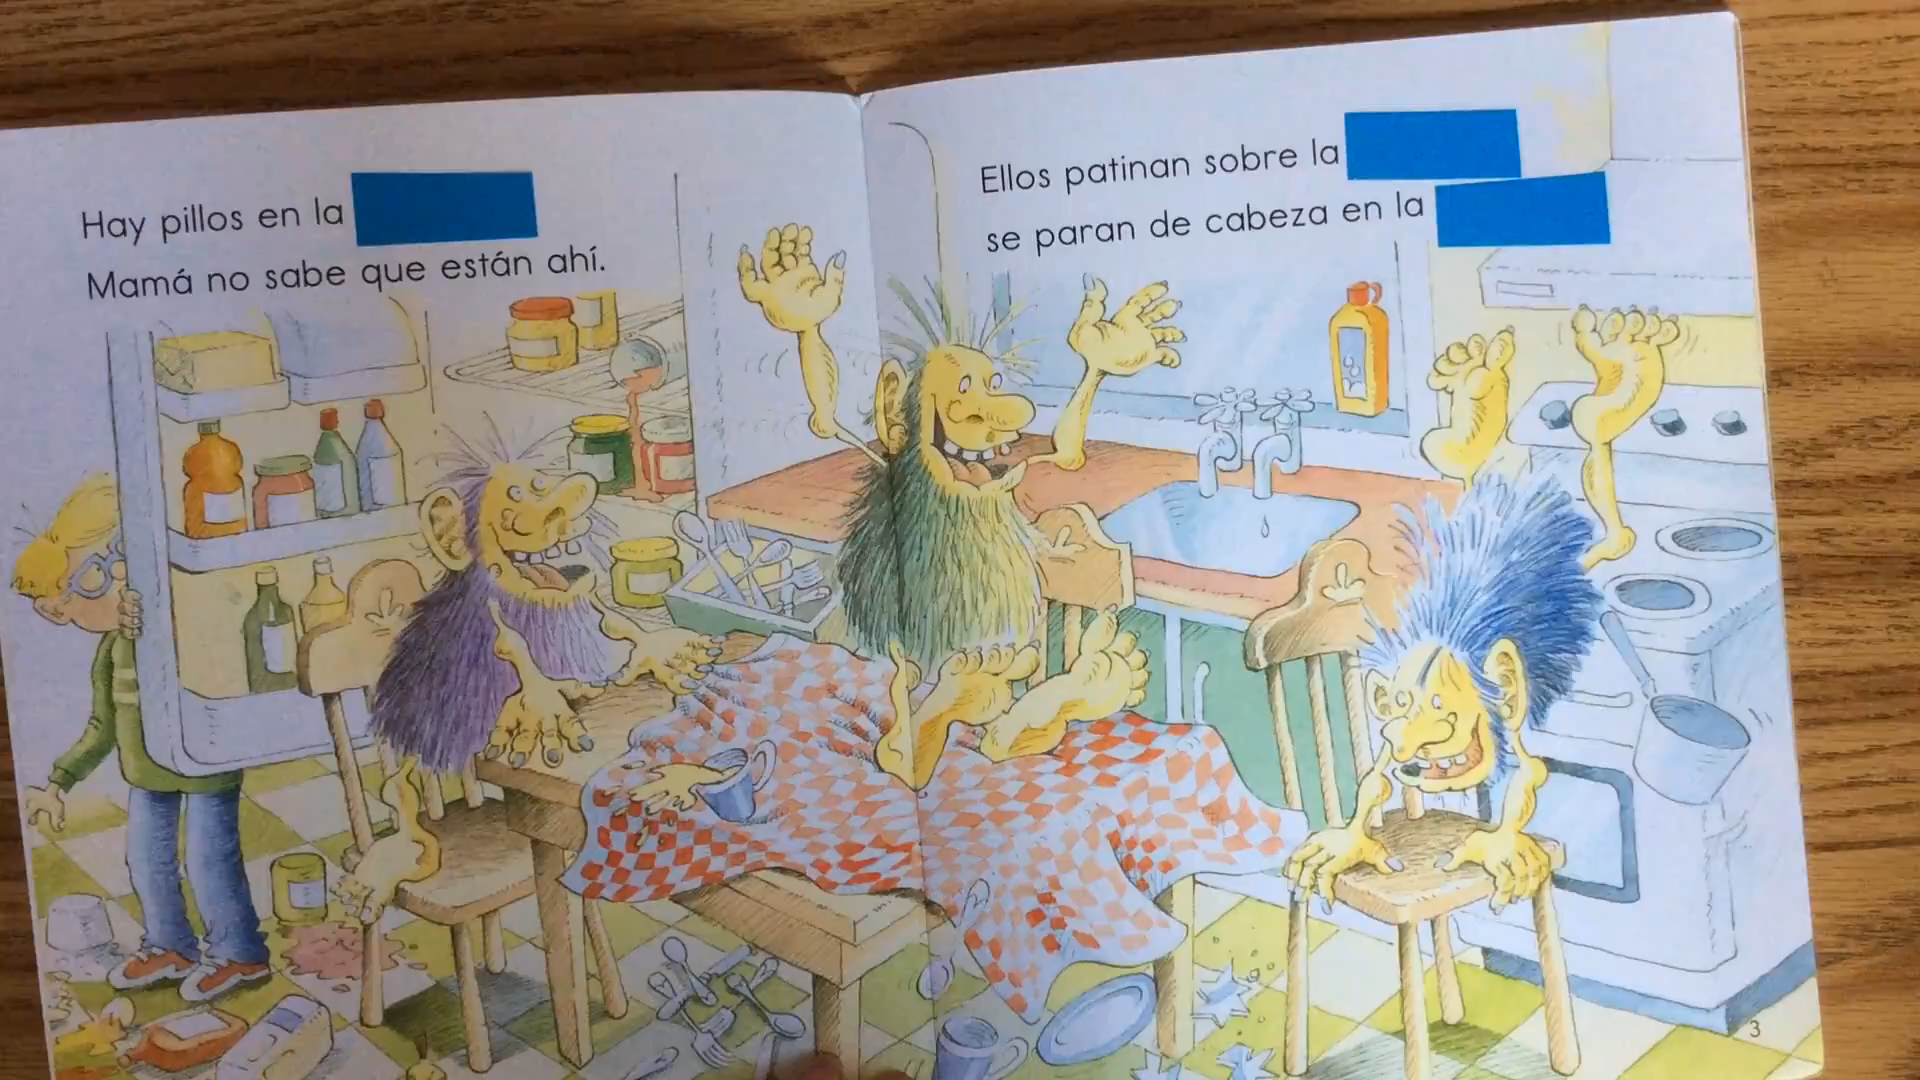 Hay pillos en la
Mamá no sabe que están ahí.
Ellos patinan sobre la
se paran de cabeza en la
3